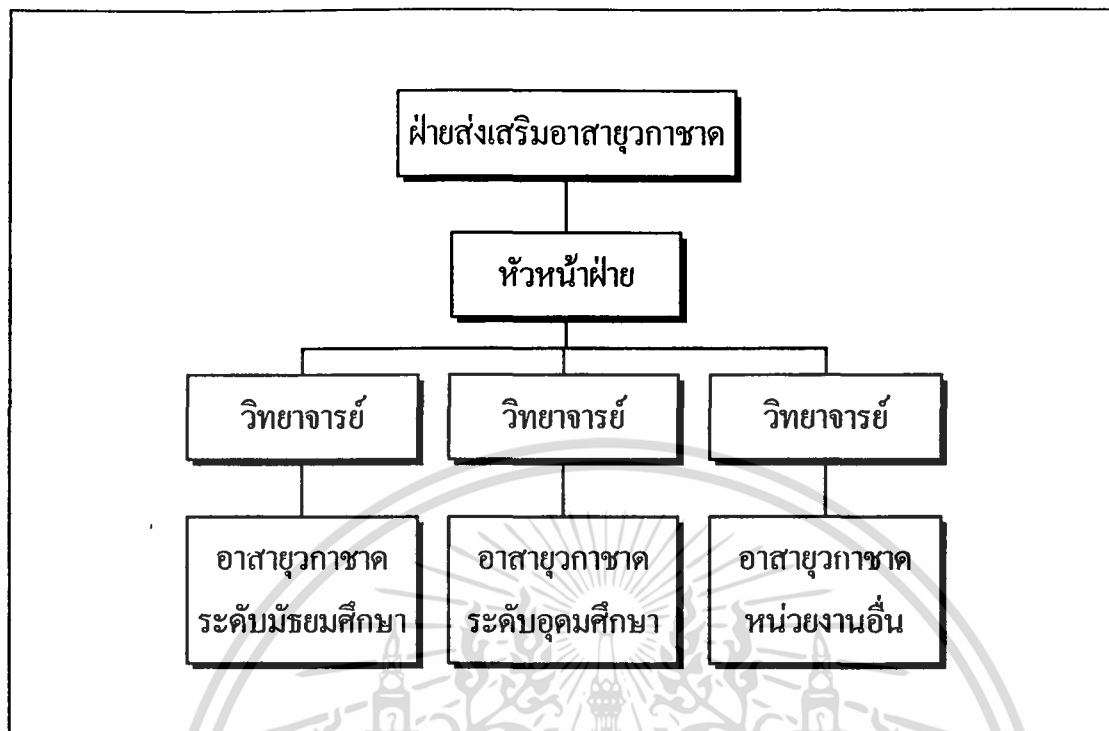 ฝ่ายส่งเสริมอาสายุวกาชาด
หัวหน้าฝ่าย
วิทยาจารย์
วิทยาจารย์
วิทยาจารย์
อาสายุวกาชาด
ระดับมัธยมศึกษา
อาสายุวกาชาด
ระดับอุดมศึกษา
อาสายุวกาชาด
หน่วยงานอื่น